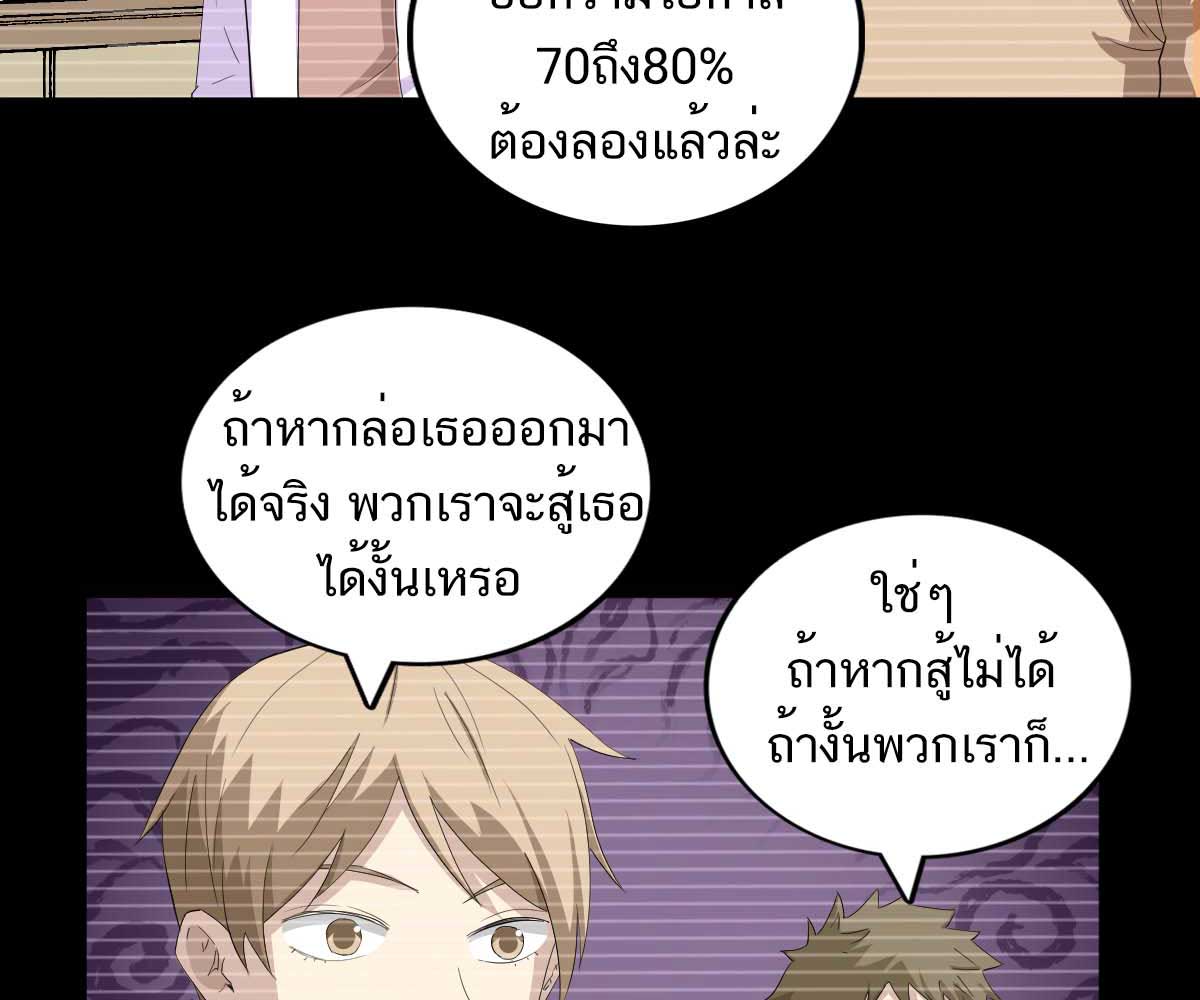 70ถึง80%
ต้องลองแล้วล่ะ
ถ้าหากล่อเธอออกมา
ได้จริง พวกเราจะสู้เธอ
ได้งั้นเหรอ
ใช่ๆ
ถ้าหากสู้ไม่ได้
ถ้างั้นพวกเราก็...